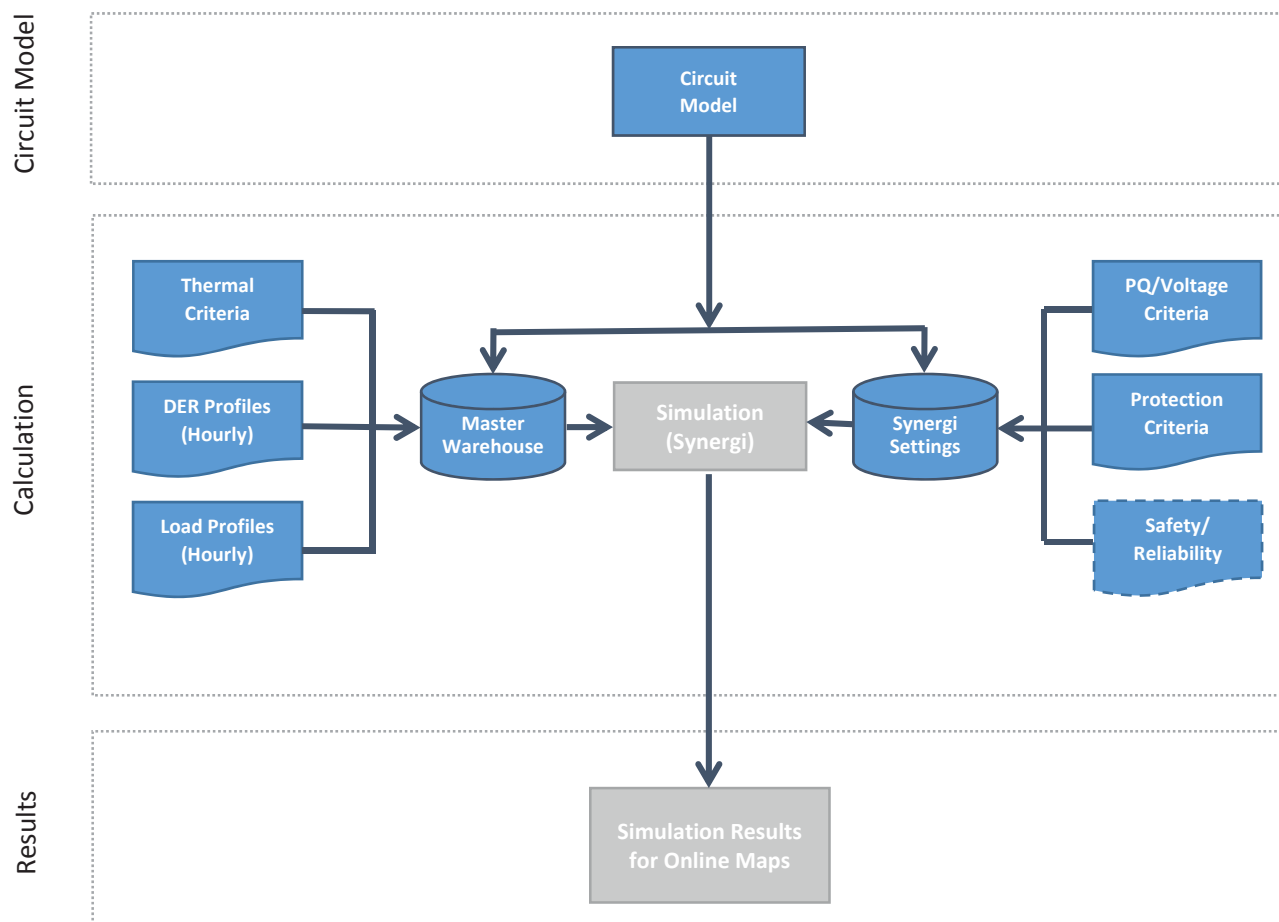 Circuit Model
Circuit
Model
Calculation
Thermal
Criteria
DER Profiles
(Hourly)
Load Profiles
(Hourly)
Master
Warehouse
Simulation
(Synergi)
Synergi
Settings
PQ/Voltage
Criteria
Protection
Criteria
Safety/
Reliability
Results
Simulation Results
for Online Maps